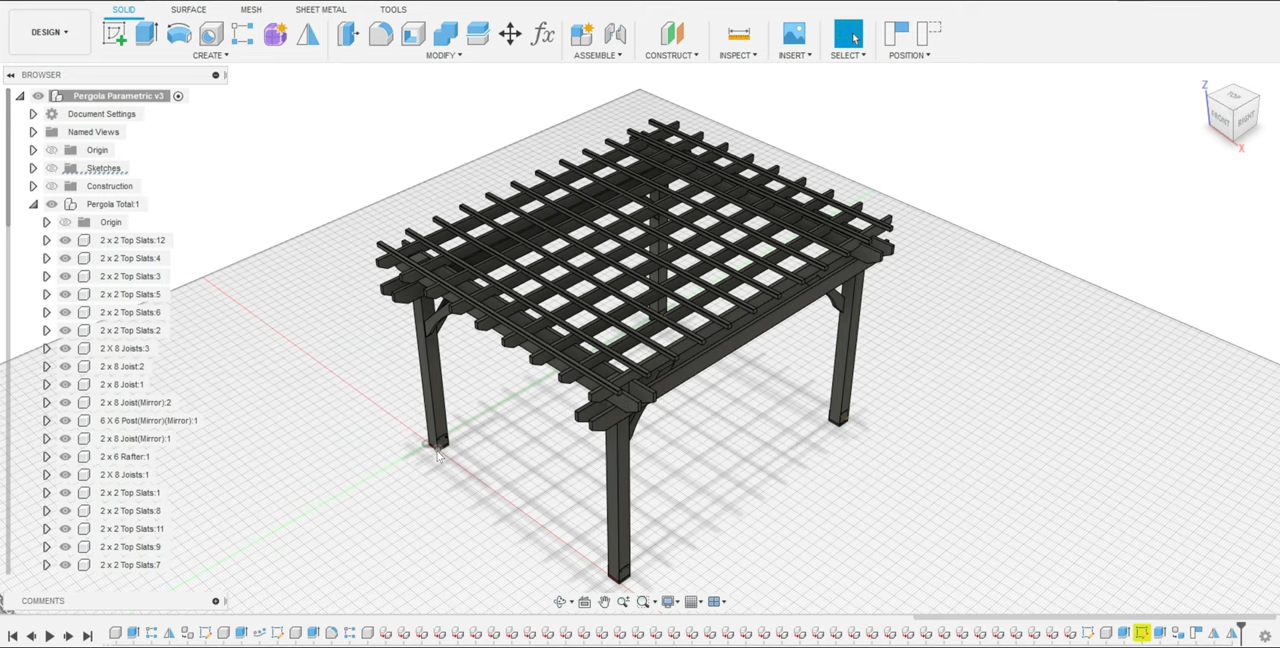 SOLID SURFACE MESH SHEET METAL TOOLS
DESIGN
CREATE MODIFY ASSEMBLE CONSTRUCT INSPECT INSERT SELECT POSITION
fx
BROWSER
Pergola Parametric v3
Document Settings
Named Views
Origin
Sketches
Construction
Pergola Total:1
Origin
2 x 2 Top Slats:12
2 x 2 Top Slats:4
2 x 2 Top Slats:3
2 x 2 Top Slats:5
2 x 2 Top Slats:6
2 x 2 Top Slats:2
2 X 8 Joists:3
2 x 8 Joist:2
2 x 8 Joist:1
2 x 8 Joist(Mirror):2
6 X 6 Post(Mirror)(Mirror):1
2 x 8 Joist(Mirror):1
2 x 6 Rafter:1
2 X 8 Joists:1
2 x 2 Top Slats:1
2 x 2 Top Slats:8
2 x 2 Top Slats:11
2 x 2 Top Slats:9
2 x 2 Top Slats:7
COMMENTS
Z
TOP
FRONT
RIGHT
X